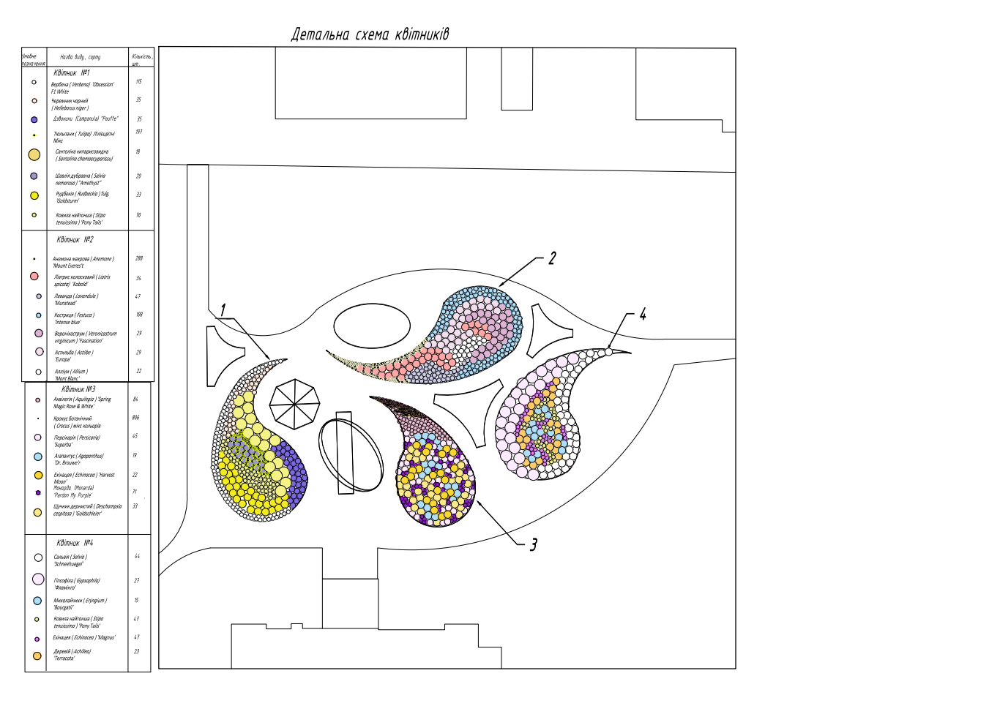 Детальна схема квітників
Умовне позначення
Назва виду, сорту
Кількість, шт.
Квітник №1
Вербена ( Verbena) 'Obsession'
F1 White
115
Черемник чорний
( Helleborus niger )
35
Дзвоники (Campanula) "Pouffe"
35
Тюльпани ( Tulipa) Лілієцвітні
Мікс
197
Сантоліна кипарисовидна
( Santolina chamaecyparissu)
18
Шавлія дубравна ( Salvia
nemorosa ) "Amethyst"
20
Рудбекія ( Rudbeckia ) fulg.
'Goldsturm'
33
Ковила найтонша ( Stipa
tenuissima ) 'Pony Tails'
70
Квітник №2
Анемона махрова ( Anemone )
'Mount Everes't
288
Ліатрис колосковий ( Liatris
spicata) 'Kobold'
34
Лаванда ( Lavandula )
'Munstead'
47
Костриця ( Festuca )
'Intense blue'
108
Веронікаструм ( Veronicastrum
virginicum ) 'Fascination'
29
Астильба ( Astilbe )
'Europa'
29
Алліум ( Allium )
'Mont Blanc'
22
Квітник №3
Аквілегія ( Aquilegia ) 'Spring
Magic Rose & White'
84
Крокус ботанічний
( Crocus ) мікс кольорів
806
Персікарія ( Persicaria)
'Superba'
45
Агапантус ( Agapanthus)
'Dr. Brouwe'r
19
Ехінацея ( Echinacea ) 'Harvest
Moon'
22
Монарда (Monarda)
'Pardon My Purple'
71
Щучник дернистий ( Deschampsia
cespitosa ) 'Goldschleier'
33
Квітник №4
Сальвія ( Salvia )
'Schneehuegel'
44
Гіпсофіла ( Gypsophila)
'Фламінго'
27
Миколайчики ( Eryngium )
'Bourgatii'
15
Ковила найтонша ( Stipa
tenuissima ) 'Pony Tails'
47
Ехінацея ( Echinacea ) 'Magnus'
47
Деревій ( Achillea)
'Terracota'
23
1
2
4
3